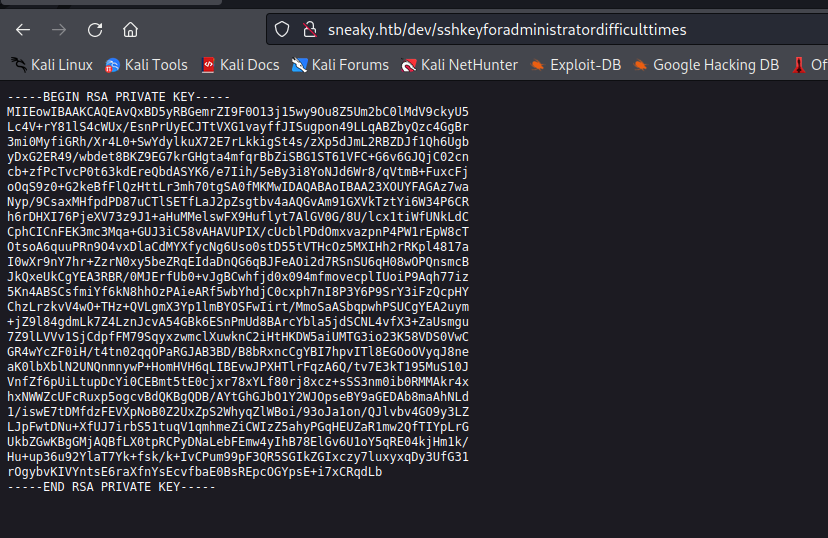 sneaky.htb/dev/sshkeyforadministratordifficulttimes
Kali Linux Kali Tools Kali Docs Kali Forums Kali NetHunter Exploit-DB Google Hacking DB Of
-----BEGIN RSA PRIVATE KEY-----
MIIEowIBAAKCAQEAvQxBD5yRBGemrZI9F0O13j15wy9Ou8Z5Um2bC0lMdV9ckyU5
Lc4V+rY81lS4cWUx/EsnPrUyECJTtVXG1vayffJISugpon49LLqABZbyQzc4GgBr
3mi0MyfiGRh/Xr4L0+SwYdylkuX72E7rLkkigSt4s/zXp5dJmL2RBZDJf1Qh6Ugb
yDxG2ER49/wbdet8BKZ9EG7krGHgta4mfqrBbZiSBG1ST61VFC+G6v6GJQjC02cn
cb+zfPcTvcP0t63kdEreQbdASYK6/e7Iih/5eBy3i8YoNJd6Wr8/qVtmB+FuxcFj
oOqS9z0+G2keBfFlQzHttLr3mh70tgSA0fMKMwIDAQABAoIBAA23XOUYFAGAz7wa
Nyp/9CsaxMHfpdPD87uCTlSETfLaJ2pZsgtbv4aAQGvAm91GXVkTztYi6W34P6CR
h6rDHXI76PjeXV73z9J1+aHuMMelswFX9Huflyt7AlGV0G/8U/lcx1tiWfUNkLdC
CphCICnFEK3mc3Mqa+GUJ3iC58vAHAVUPIX/cUcblPDdOmxvazpnP4PW1rEpW8cT
OtsoA6quuPRn9O4vxDlaCdMYXfycNg6Uso0stD55tVTHcOz5MXIHh2rRKpl4817a
I0wXr9nY7hr+ZzrN0xy5beZRqEIdaDnQG6qBJFeAOi2d7RSnSU6qH08wOPQnsmcB
JkQxeUkCgYEA3RBR/0MJErfUb0+vJgBCwhfjd0x094mfmovecplIUoiP9Aqh77iz
5Kn4ABSCsfmiYf6kN8hhOzPAieARf5wbYhdjC0cxph7nI8P3Y6P9SrY3iFzQcpHY
ChzLrzkvV4wO+THz+QVLgmX3Yp1lmBYOSFwIirt/MmoSaASbqpwhPSUCgYEA2uym
+jZ9l84gdmLk7Z4LznJcvA54GBk6ESnPmUd8BArcYbla5jdSCNL4vfX3+ZaUsmgu
7Z9lLVVv1SjCdpfFM79SqyxzwmclXuwknC2iHtHKDW5aiUMTG3io23K58VDS0VwC
GR4wYcZF0iH/t4tn02qqOPaRGJAB3BD/B8bRxncCgYBI7hpvITl8EGOoOVyqJ8ne
aK0lbXblN2UNQnmnywP+HomHVH6qLIBEvwJPXHTlrFqzA6Q/tv7E3kT195MuS10J
VnfZf6pUiLtupDcYi0CEBmt5tE0cjxr78xYLf80rj8xcz+sSS3nm0ib0RMMAkr4x
hxNWWZcUFcRuxp5ogcvBdQKBgQDB/AYtGhGJbO1Y2WJOpseBY9aGEDAb8maAhNLd
1/iswE7tDMfdzFEVXpNoB0Z2UxZpS2WhyqZlWBoi/93oJa1on/QJlvbv4GO9y3LZ
LJpFwtDNu+XfUJ7irbS51tuqV1qmhmeZiCWIzZ5ahyPGqHEUZaR1mw2QfTIYpLrG
UkbZGwKBgGMjAQBfLX0tpRCPyDNaLebFEmw4yIhB78ElGv6U1oY5qRE04kjHm1k/
Hu+up36u92YlaT7Yk+fsk/k+IvCPum99pF3QR5SGIkZGIxczy7luxyxqDy3UfG31
rOgybvKIVYntsE6raXfnYsEcvfbaE0BsREpcOGYpsE+i7xCRqdLb
-----END RSA PRIVATE KEY-----